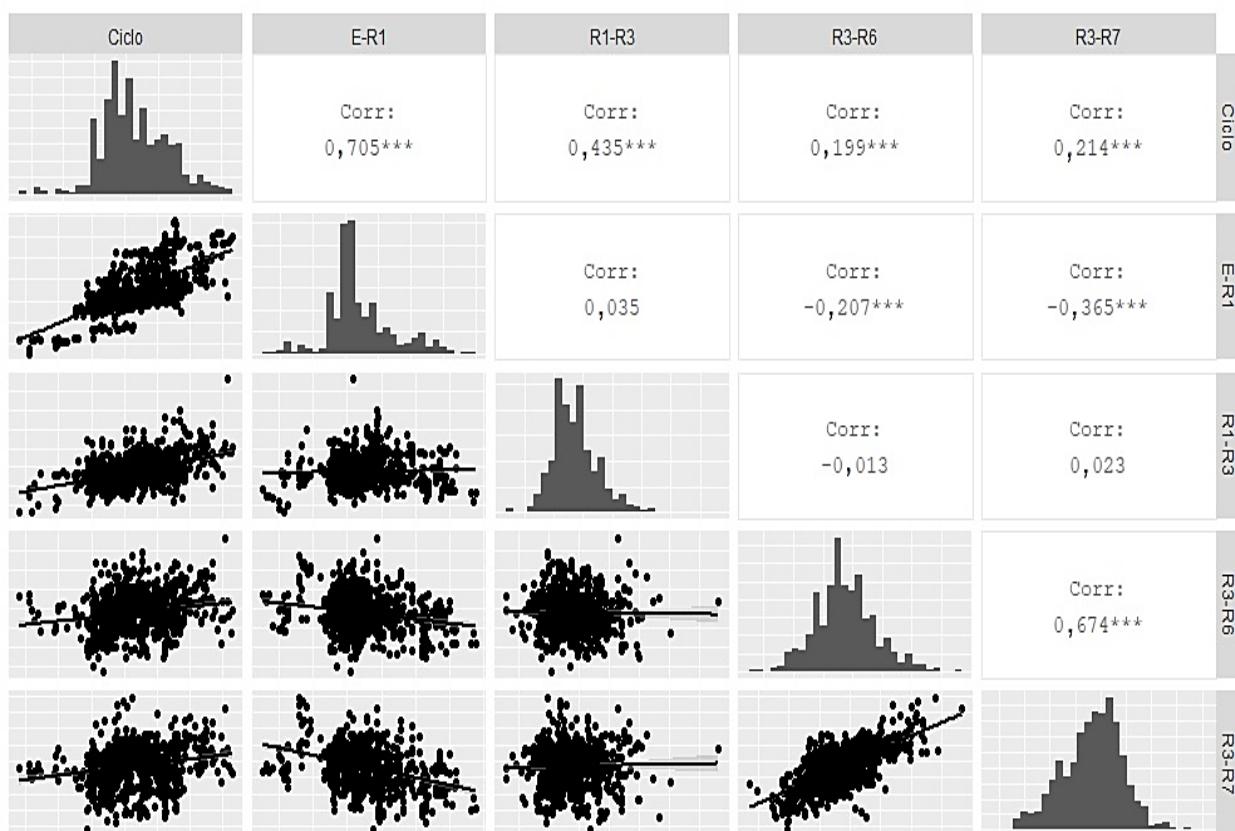 Ciclo
E-R1
R1-R3
R3-R6
R3-R7
Corr:
0,705***
Corr:
0,435***
Corr:
0,199***
Corr:
0,214***
Ciclo
Corr:
0,035
Corr:
-0,207***
Corr:
-0,365***
E-R1
Corr:
-0,013
Corr:
0,023
R1-R3
Corr:
0,674***
R3-R6
R3-R7